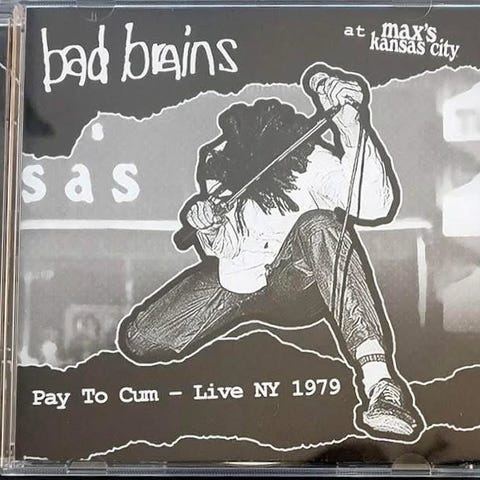 bad brains
at max's
kansas city
sas
Pay To Cum – Live NY 1979